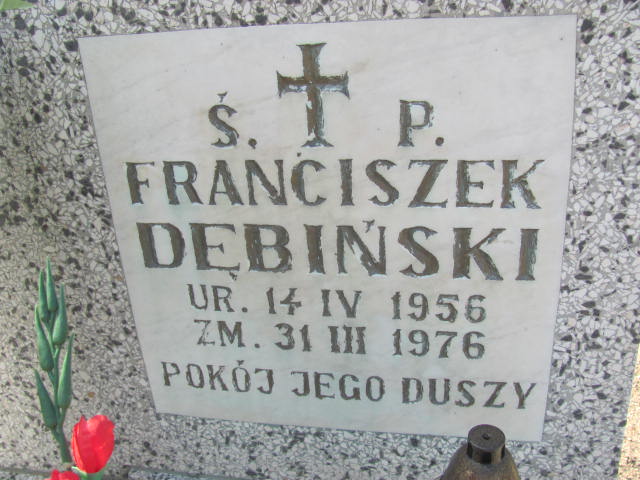 Ś. P.
FRANCISZEK
DĘBIŃSKI
UR. 14 IV 1956
ZM. 31 III 1976
POKÓJ JEGO DUSZY